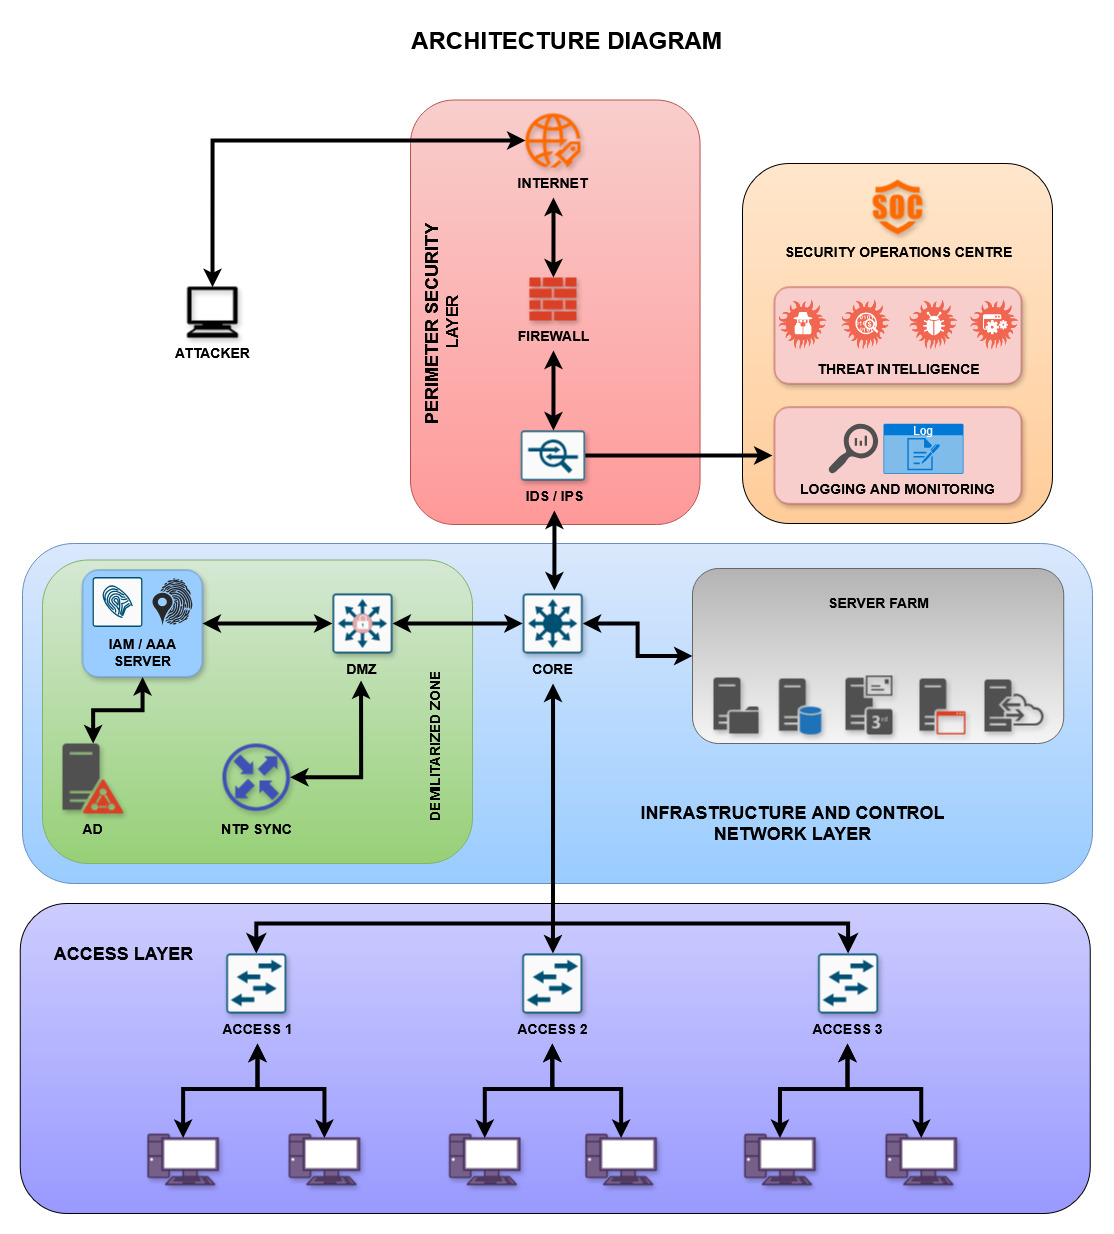 ARCHITECTURE DIAGRAM
INTERNET
PERIMETER SECURITY
LAYER
FIREWALL
IDS / IPS
ATTACKER
SOC
SECURITY OPERATIONS CENTRE
THREAT INTELLIGENCE
Log
LOGGING AND MONITORING
IAM / AAA
SERVER
DMZ
CORE
SERVER FARM
3rd
DEMILITARIZED ZONE
AD
NTP SYNC
INFRASTRUCTURE AND CONTROL
NETWORK LAYER
ACCESS LAYER
ACCESS 1
ACCESS 2
ACCESS 3